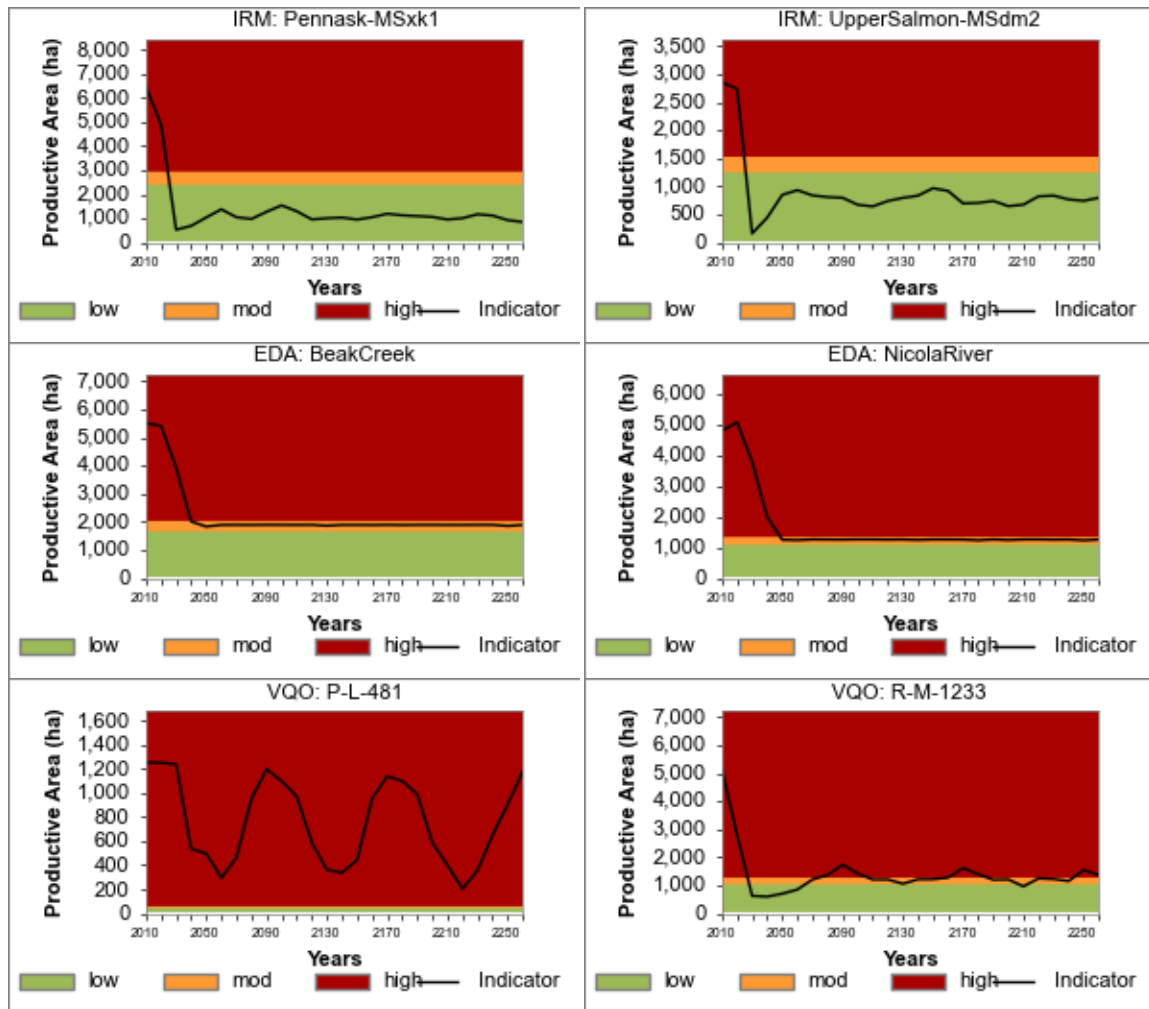 IRM: Pennask-MSxk1
Productive Area (ha)
8,000
7,000
6,000
5,000
4,000
3,000
2,000
1,000
0
2010 2050 2090 2130 2170 2210 2250
Years
low mod high Indicator
IRM: UpperSalmon-MSdm2
Productive Area (ha)
3,500
3,000
2,500
2,000
1,500
1,000
500
0
2010 2050 2090 2130 2170 2210 2250
Years
low mod high Indicator
EDA: BeakCreek
Productive Area (ha)
7,000
6,000
5,000
4,000
3,000
2,000
1,000
0
2010 2050 2090 2130 2170 2210 2250
Years
low mod high Indicator
EDA: NicolaRiver
Productive Area (ha)
6,000
5,000
4,000
3,000
2,000
1,000
0
2010 2050 2090 2130 2170 2210 2250
Years
low mod high Indicator
VQO: P-L-481
Productive Area (ha)
1,600
1,400
1,200
1,000
800
600
400
200
0
2010 2050 2090 2130 2170 2210 2250
Years
low mod high Indicator
VQO: R-M-1233
Productive Area (ha)
7,000
6,000
5,000
4,000
3,000
2,000
1,000
0
2010 2050 2090 2130 2170 2210 2250
Years
low mod high Indicator